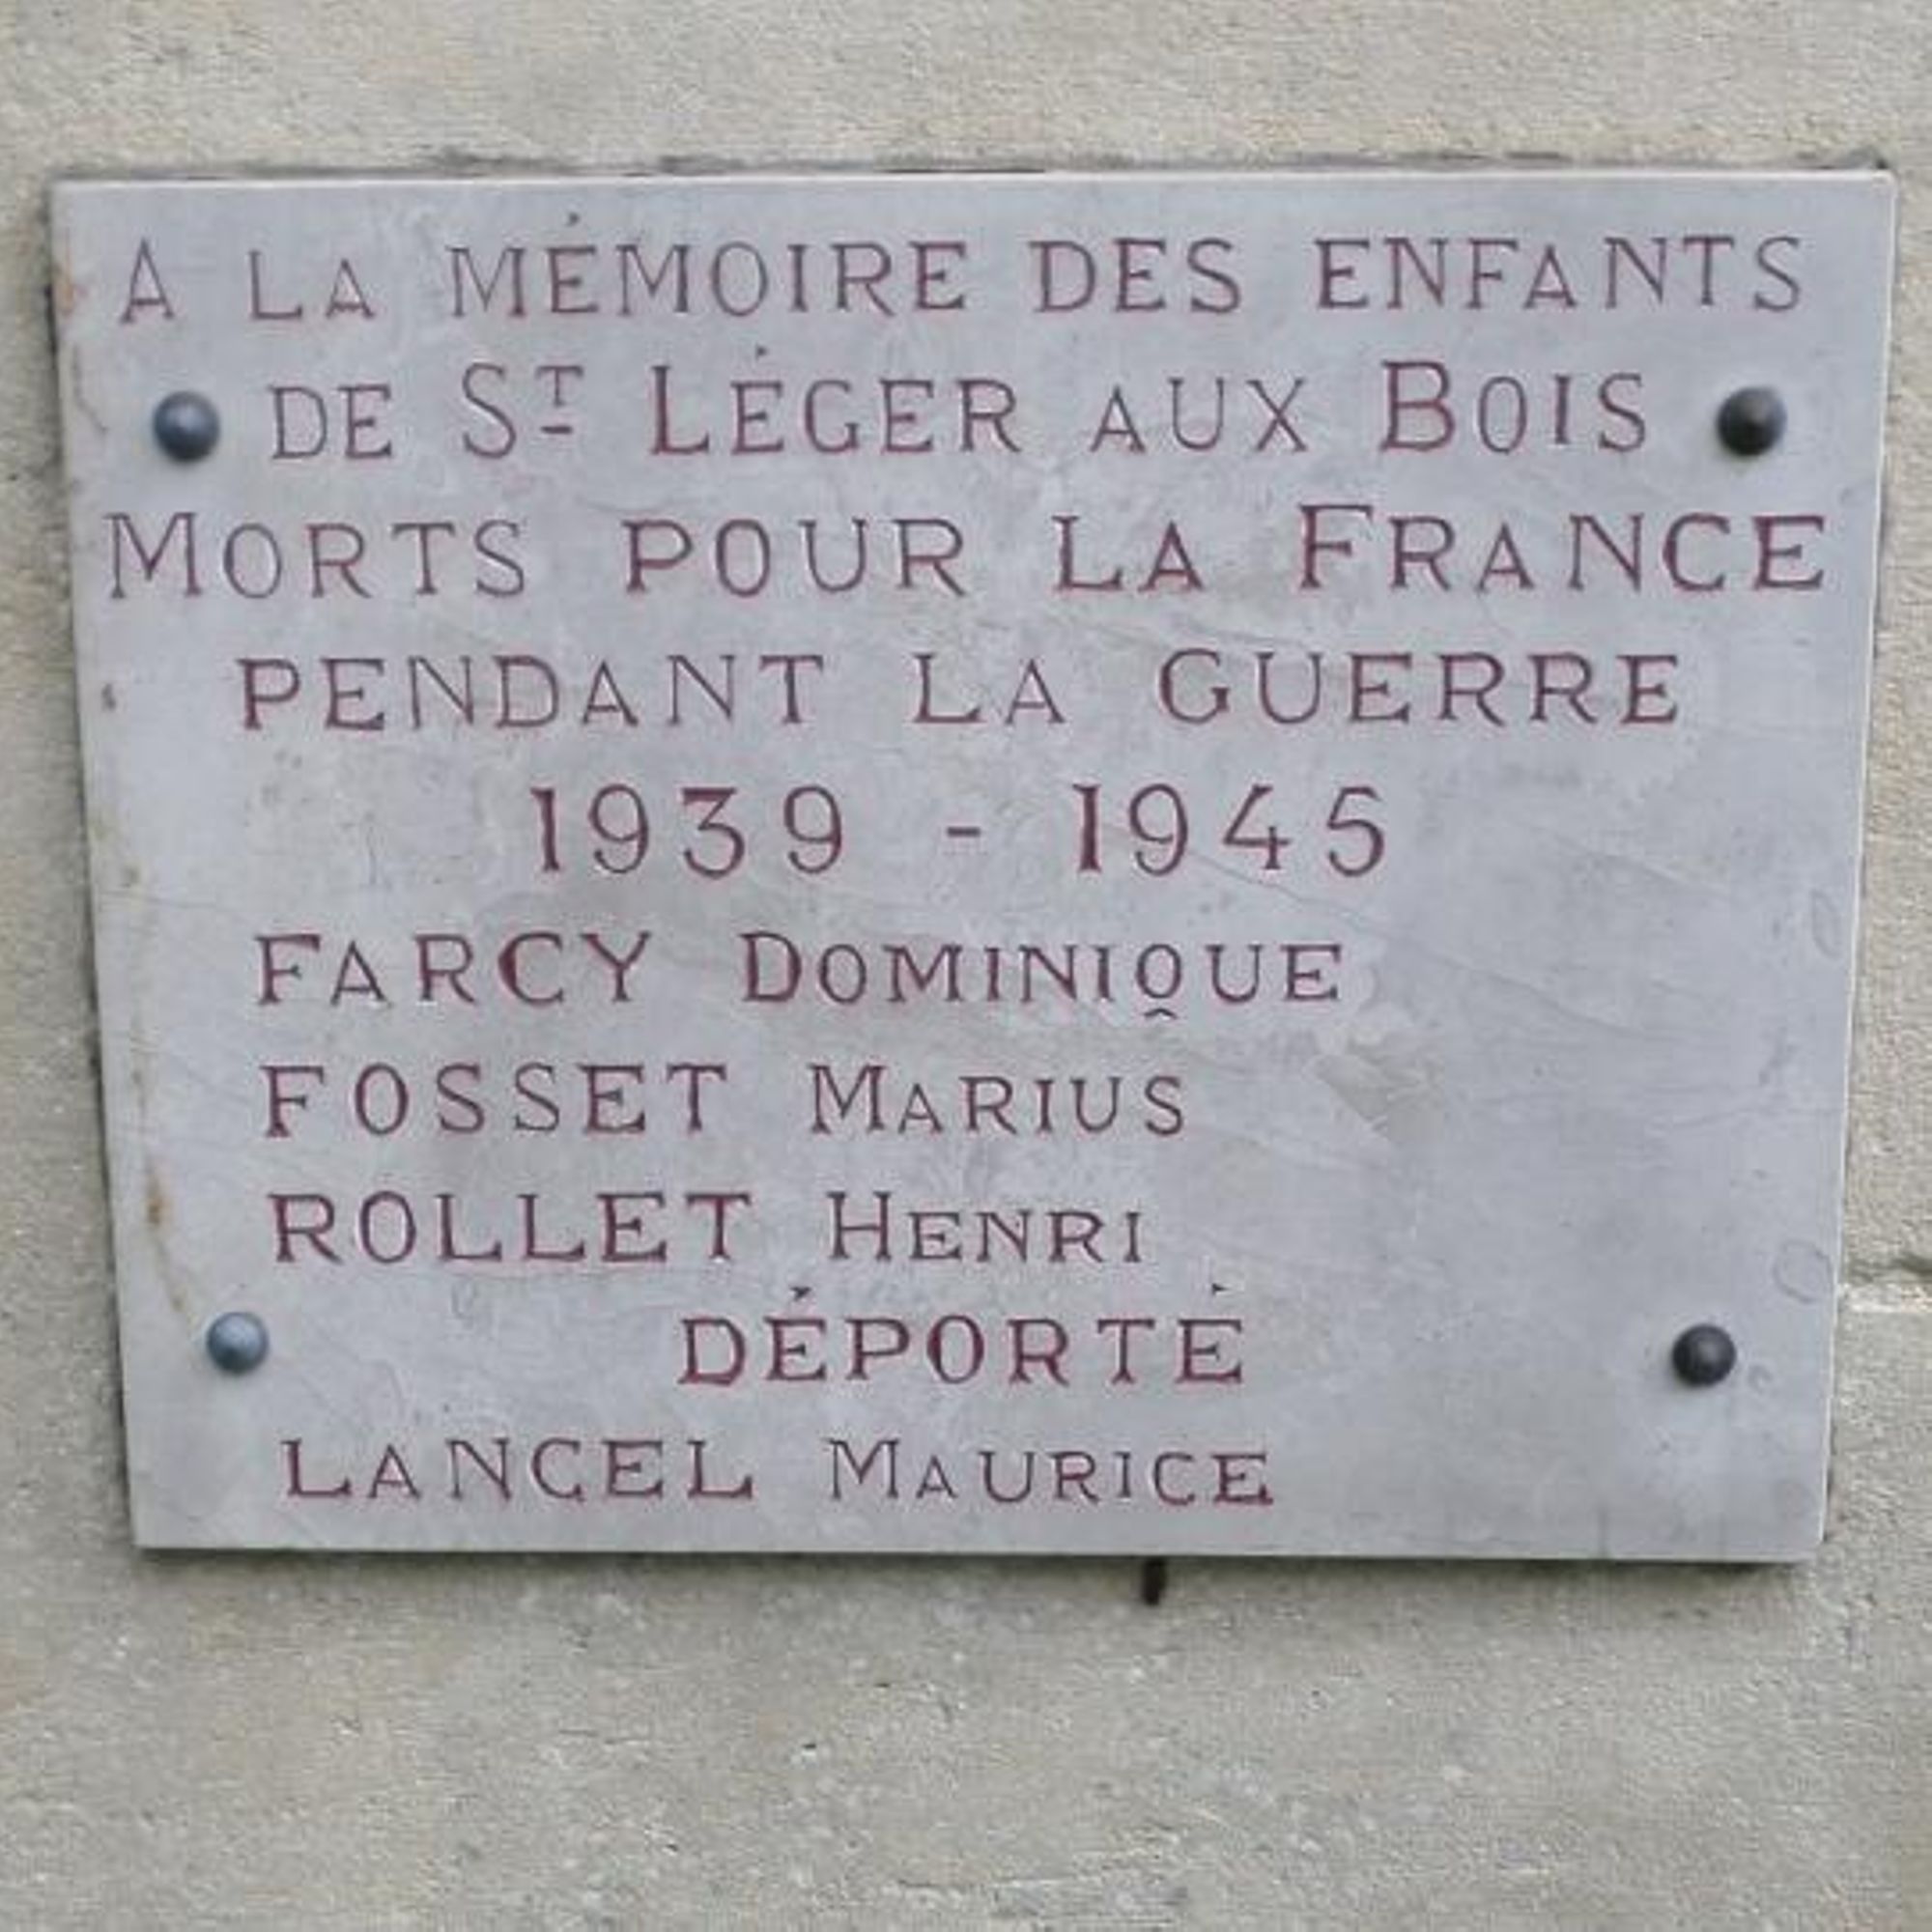 A LA MÉMOIRE DES ENFANTS
DE ST LÉGER AUX BOIS
MORTS POUR LA FRANCE
PENDANT LA GUERRE
1939 - 1945
FARCY DOMINIQUE
FOSSET MARIUS
ROLLET HENRI
DÉPORTÉ
LANCEL MAURICE